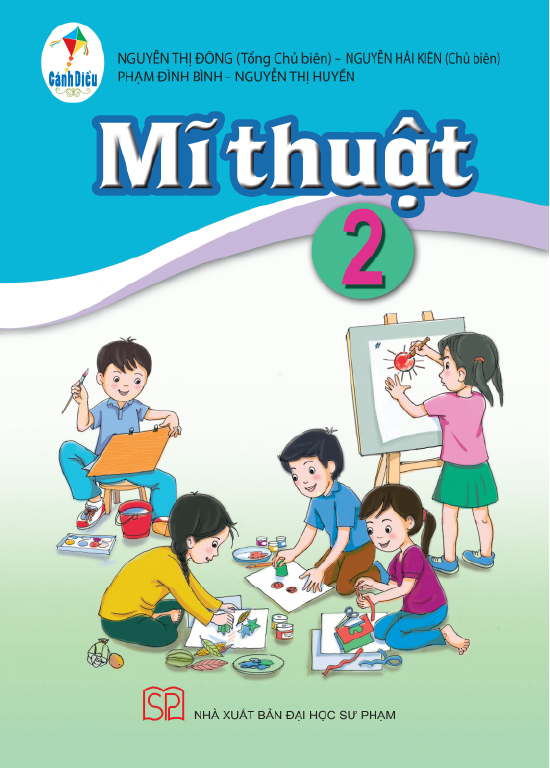 NGUYỄN THỊ ĐÔNG (Tổng Chủ biên) – NGUYỄN HẢI KIÊN (Chủ biên)
PHẠM ĐÌNH BÌNH – NGUYỄN THỊ HUYỀN
Cánh Diều
Mĩ thuật
2
SP
NHÀ XUẤT BẢN ĐẠI HỌC SƯ PHẠM